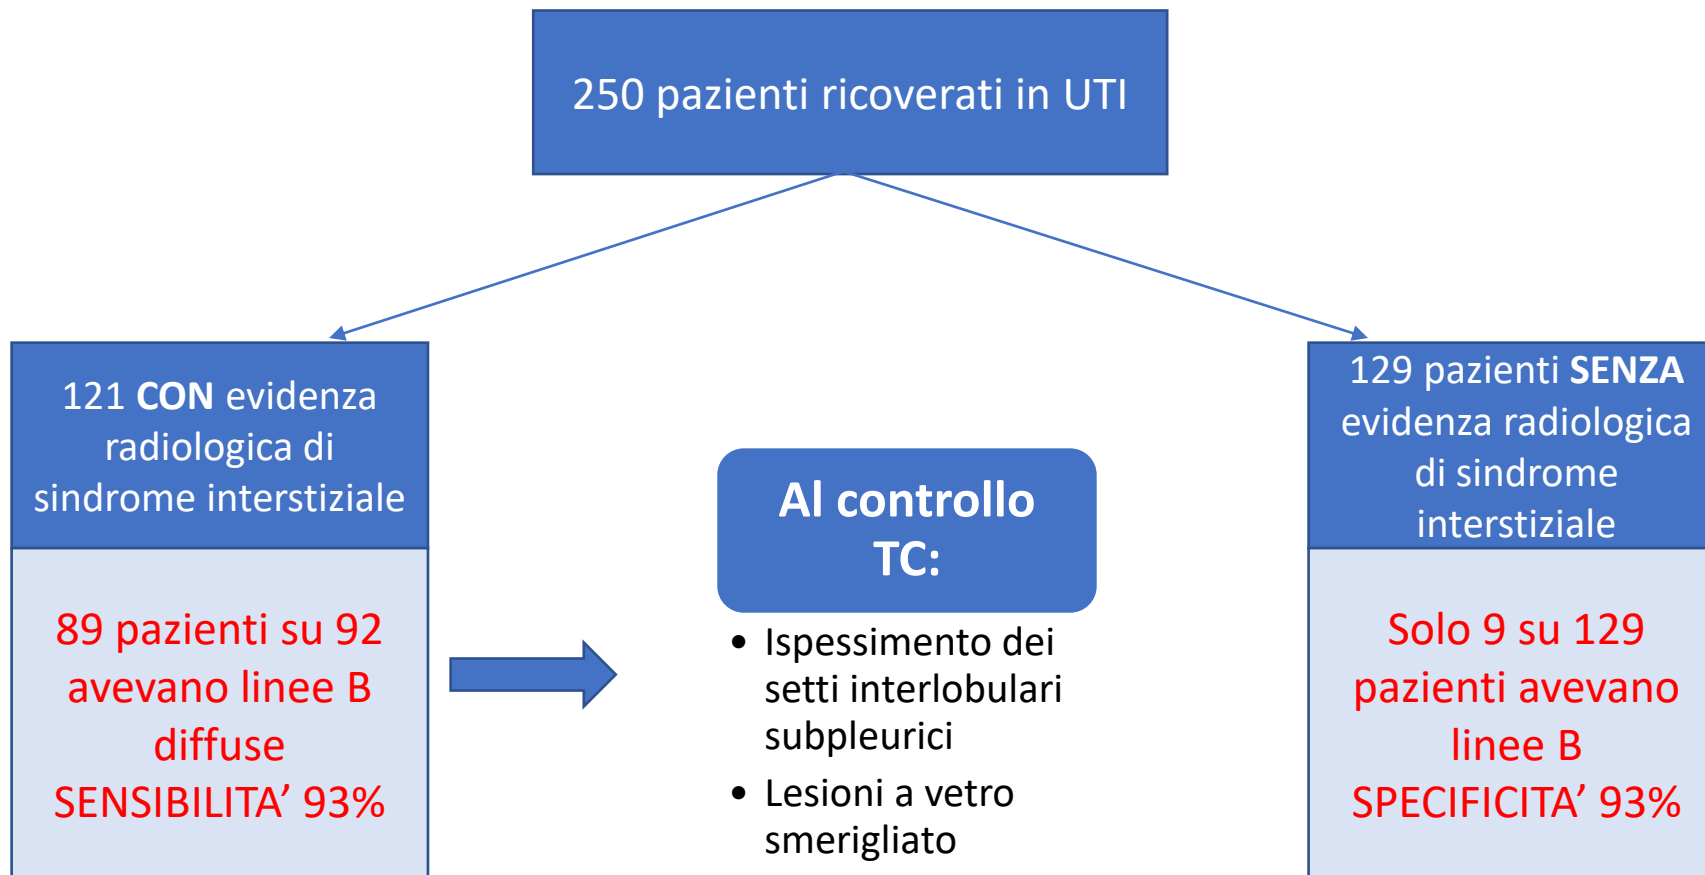 250 pazienti ricoverati in UTI
121 CON evidenza
radiologica di
sindrome interstiziale
89 pazienti su 92
avevano linee B
diffuse
SENSIBILITA’ 93%
Al controllo
TC:
• Ispessimento dei
setti interlobulari
subpleurici
• Lesioni a vetro
smerigliato
129 pazienti SENZA
evidenza radiologica
di sindrome
interstiziale
Solo 9 su 129
pazienti avevano
linee B
SPECIFICITA’ 93%